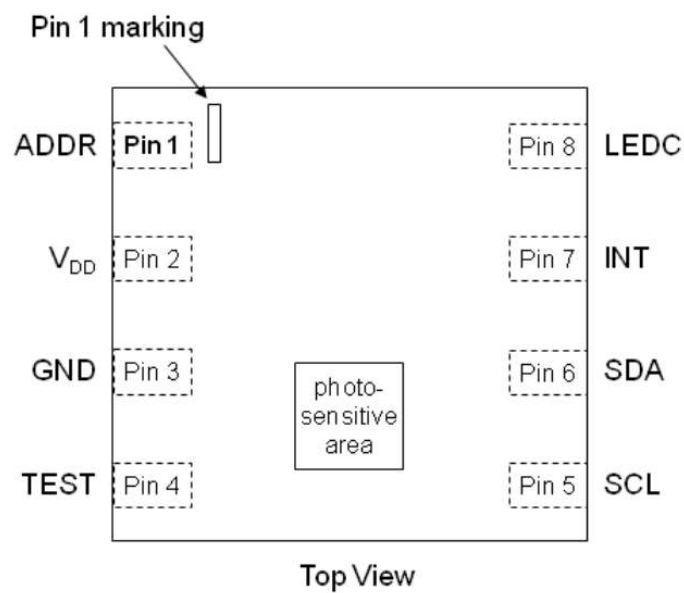 Pin 1 marking
ADDR Pin 1 Pin 8 LEDC
VDD Pin 2 Pin 7 INT
GND Pin 3 Pin 6 SDA
photo-
sensitive
area
TEST Pin 4 Pin 5 SCL
Top View